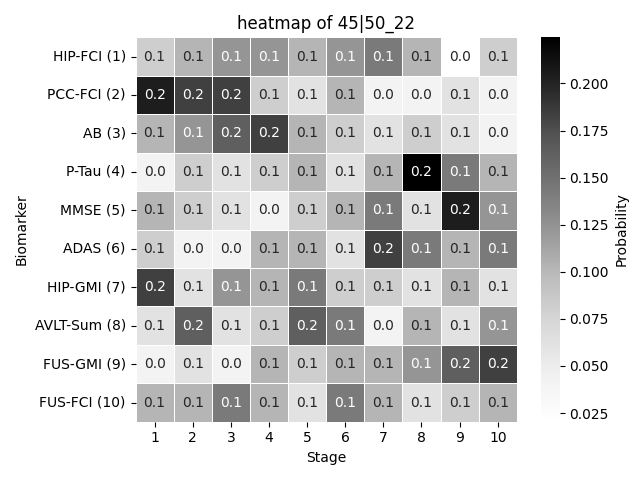 heatmap of 45|50_22
HIP-FCI (1) 0.1 0.1 0.1 0.1 0.1 0.1 0.1 0.1 0.0 0.1
PCC-FCI (2) 0.2 0.2 0.2 0.1 0.1 0.1 0.0 0.0 0.1 0.0
AB (3) 0.1 0.1 0.2 0.2 0.1 0.1 0.1 0.1 0.1 0.0
P-Tau (4) 0.0 0.1 0.1 0.1 0.1 0.1 0.1 0.2 0.1 0.1
MMSE (5) 0.1 0.1 0.1 0.0 0.1 0.1 0.1 0.1 0.2 0.1
ADAS (6) 0.1 0.0 0.0 0.1 0.1 0.1 0.2 0.1 0.1 0.1
HIP-GMI (7) 0.2 0.1 0.1 0.1 0.1 0.1 0.1 0.1 0.1 0.1
AVLT-Sum (8) 0.1 0.2 0.1 0.1 0.2 0.1 0.0 0.1 0.1 0.1
FUS-GMI (9) 0.0 0.1 0.0 0.1 0.1 0.1 0.1 0.1 0.2 0.2
FUS-FCI (10) 0.1 0.1 0.1 0.1 0.1 0.1 0.1 0.1 0.1 0.1
1 2 3 4 5 6 7 8 9 10
Stage
Biomarker
0.200
0.175
0.150
0.125
0.100
0.075
0.050
0.025
Probability